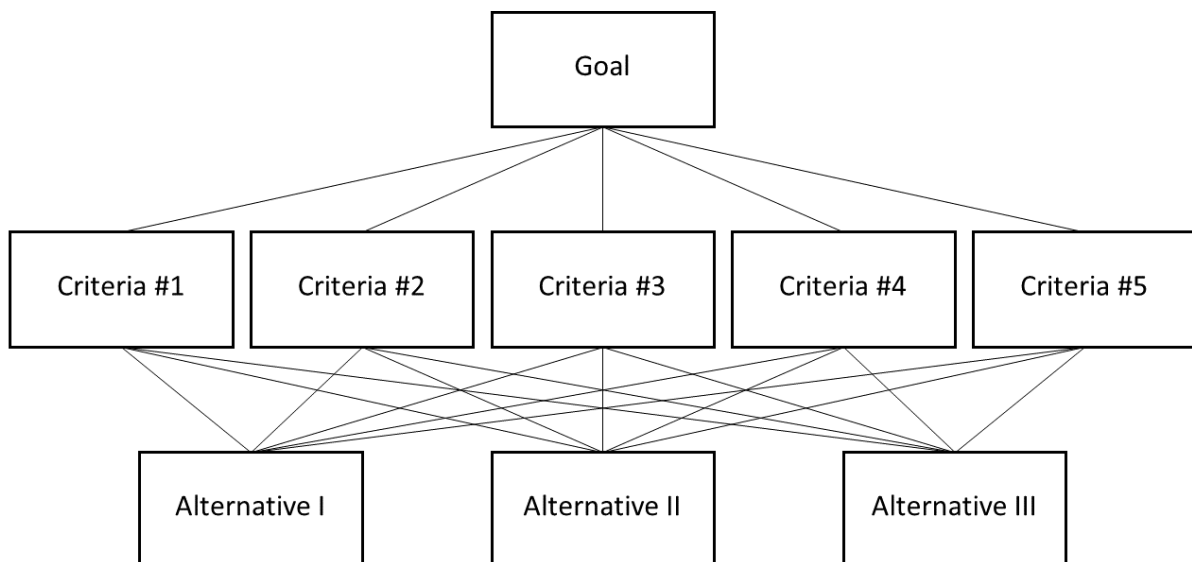 Goal
Criteria #1
Criteria #2
Criteria #3
Criteria #4
Criteria #5
Alternative I
Alternative II
Alternative III